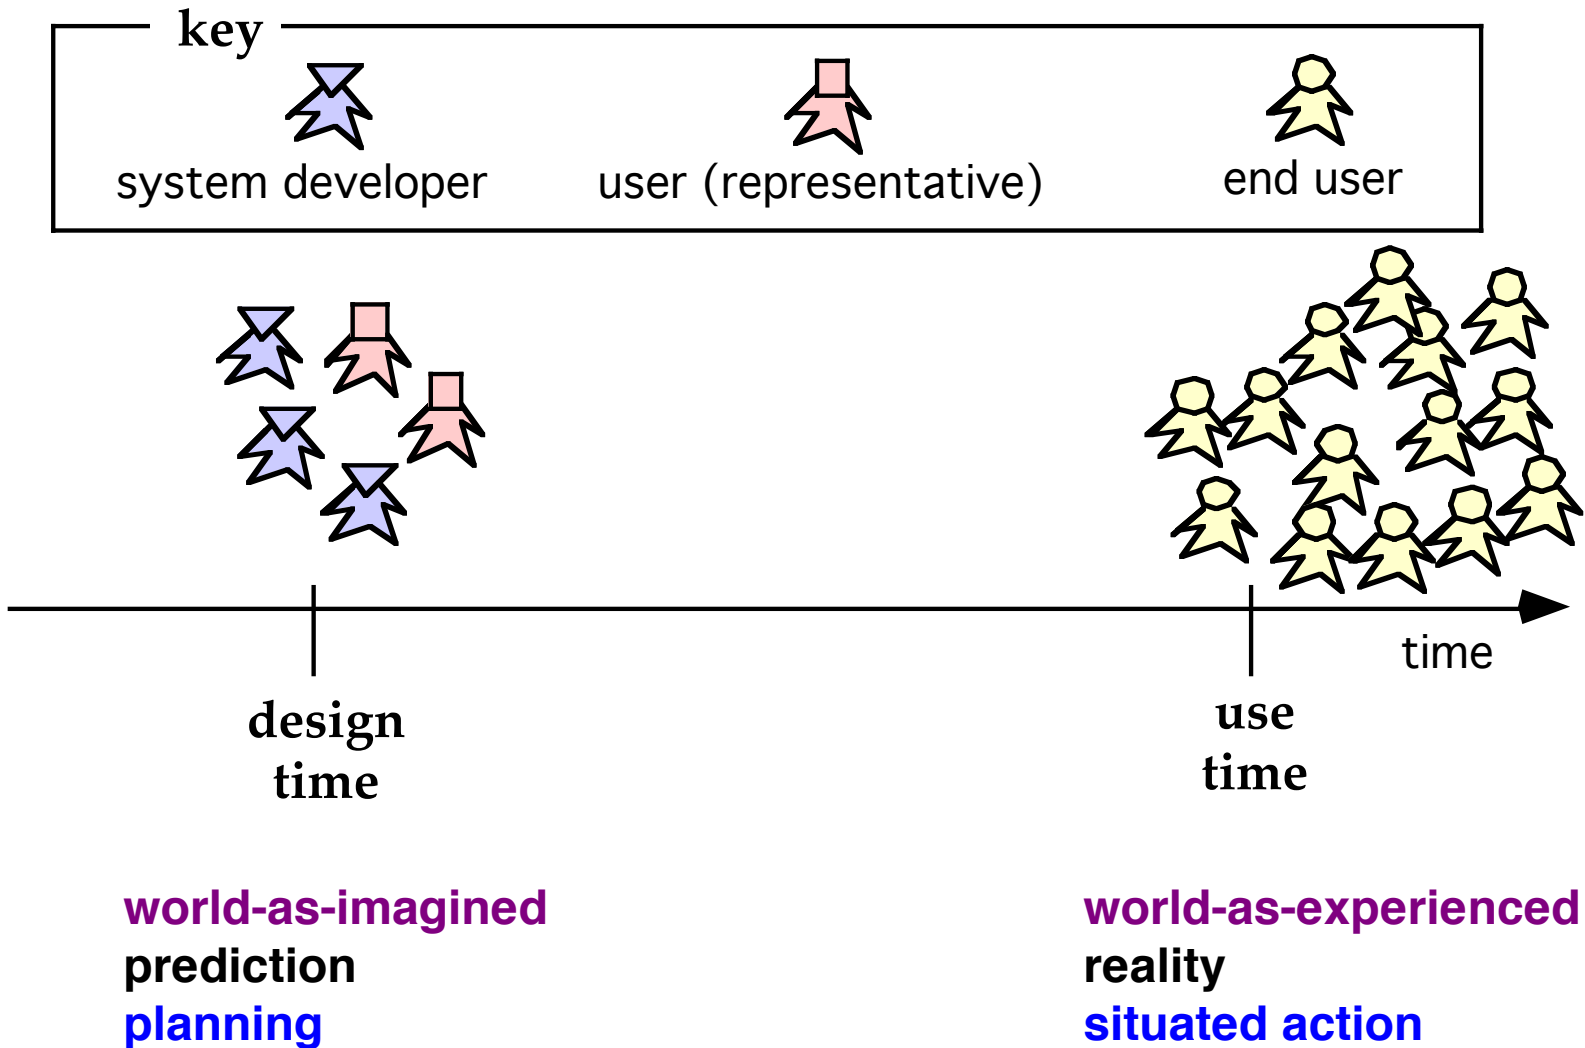 key
system developer
user (representative)
end user
time
design
time
use
time
world-as-imagined
prediction
planning
world-as-experienced
reality
situated action